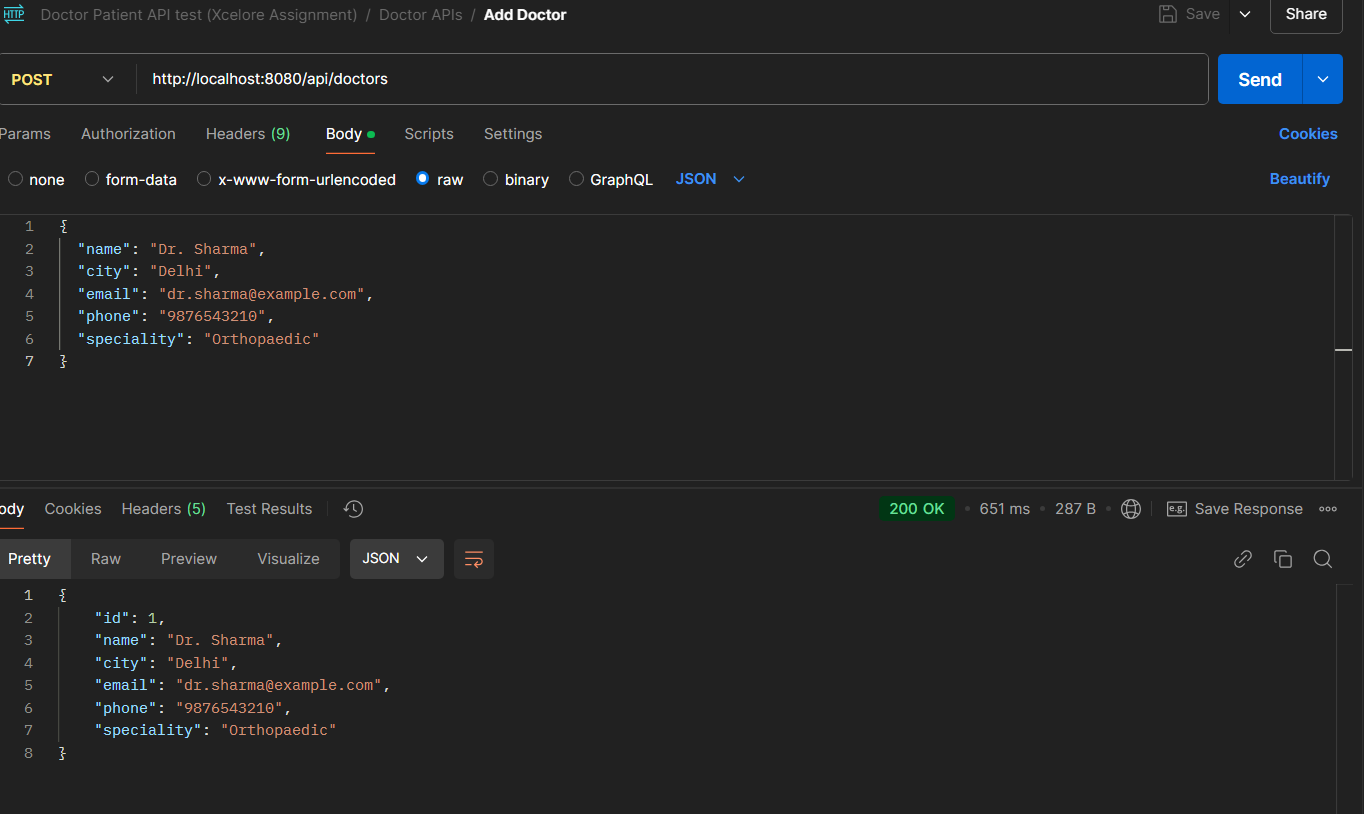 HTTP Doctor Patient API test (Xcelore Assignment) / Doctor APIs / Add Doctor Save Share
POST http://localhost:8080/api/doctors Send
Params Authorization Headers (9) Body Scripts Settings Cookies
none form-data x-www-form-urlencoded raw binary GraphQL JSON Beautify
1 {
2 "name": "Dr. Sharma",
3 "city": "Delhi",
4 "email": "dr.sharma@example.com",
5 "phone": "9876543210",
6 "speciality": "Orthopaedic"
7 }
ody Cookies Headers (5) Test Results 200 OK • 651 ms • 287 B • e.g. Save Response
Pretty Raw Preview Visualize JSON
1 {
2 "id": 1,
3 "name": "Dr. Sharma",
4 "city": "Delhi",
5 "email": "dr.sharma@example.com",
6 "phone": "9876543210",
7 "speciality": "Orthopaedic"
8 }